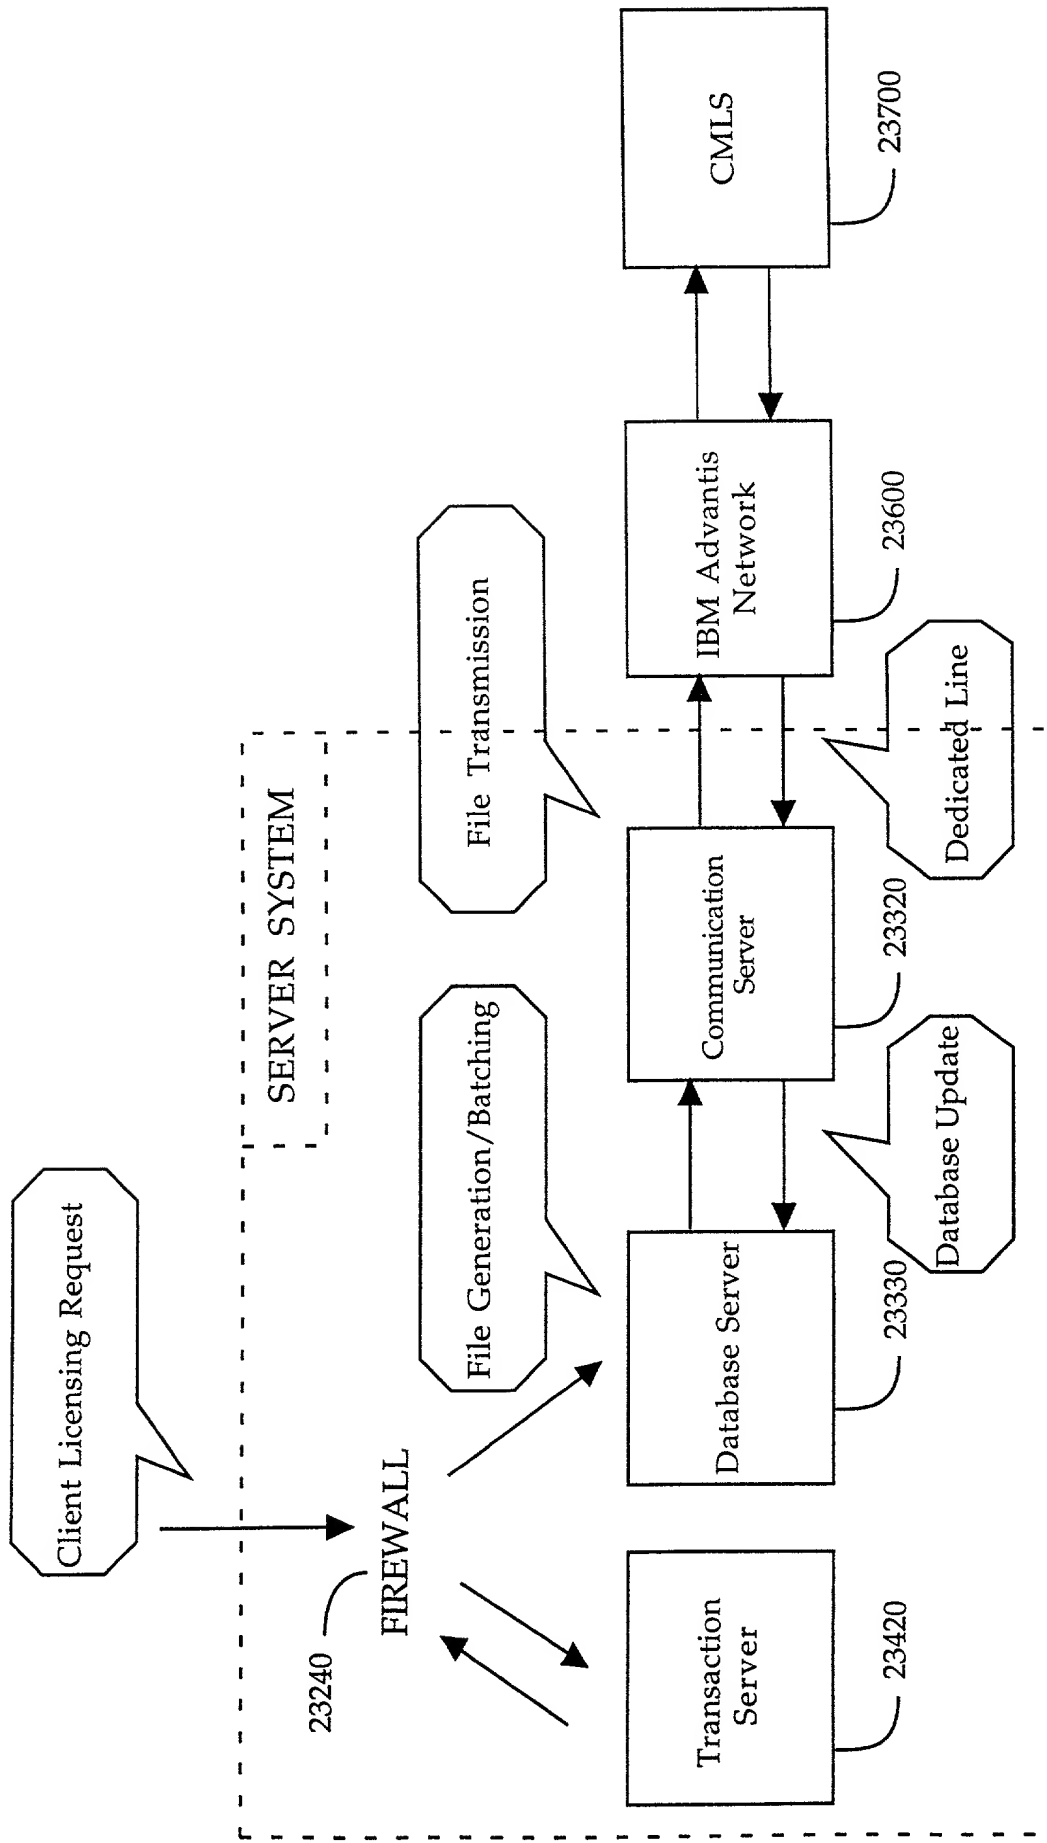 Client Licensing Request
SERVER SYSTEM
23240
FIREWALL
File Generation/Batching
File Transmission
Transaction
Server
Database Server
Communication
Server
IBM Advantis
Network
CMLS
23420
23330
23320
23600
23700
Database Update
Dedicated Line